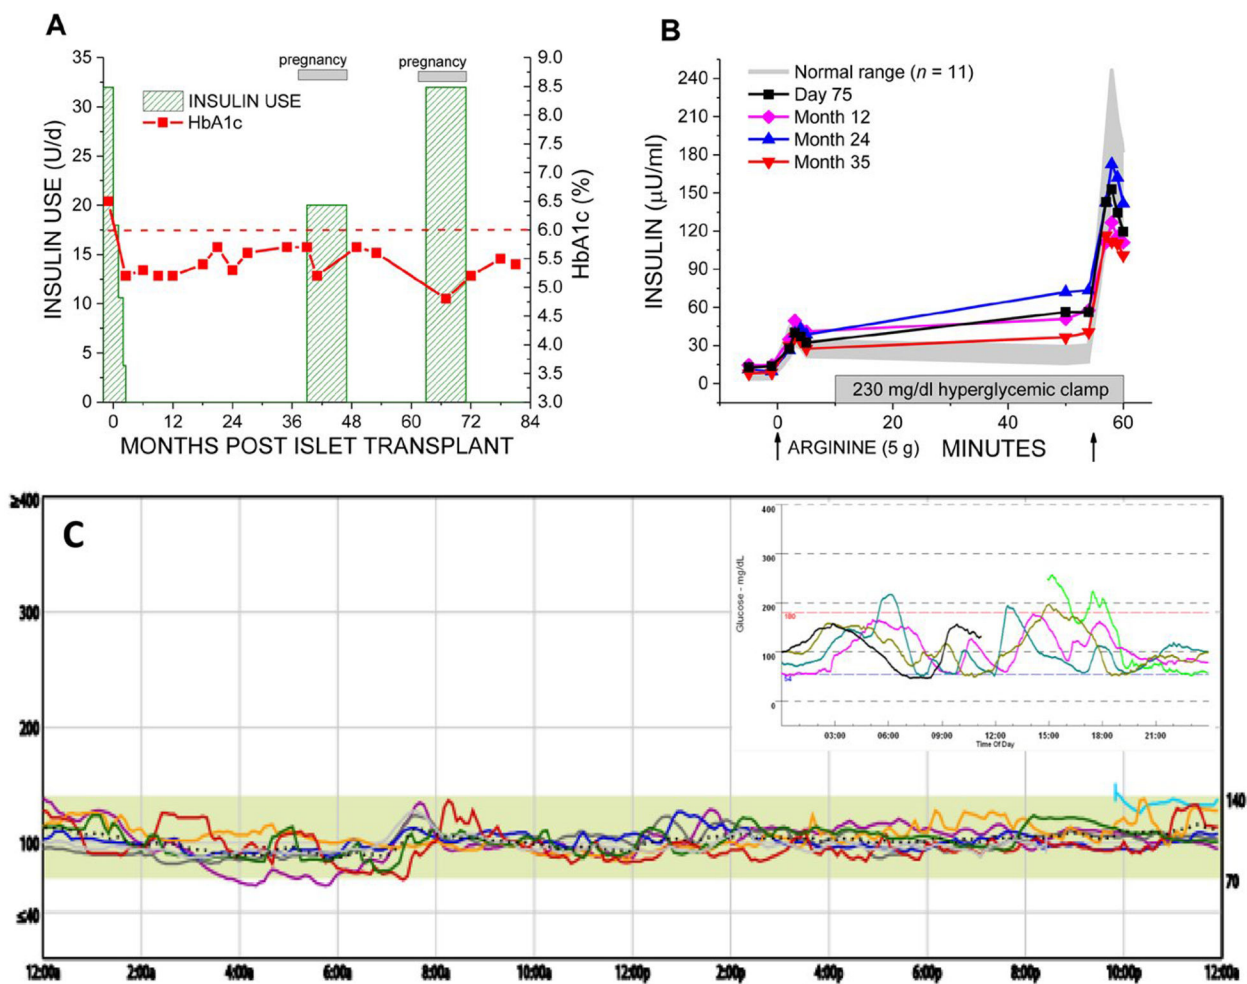 A
pregnancy
pregnancy
INSULIN USE
HbA1c
35
30
25
20
15
10
5
0
INSULIN USE (U/d)
9.0
8.5
8.0
7.5
7.0
6.5
6.0
5.5
5.0
4.5
4.0
3.5
3.0
HbA1c (%)
0 12 24 36 48 60 72 84
MONTHS POST ISLET TRANSPLANT
B
Normal range (n = 11)
Day 75
Month 12
Month 24
Month 35
240
210
180
150
120
90
60
30
0
INSULIN (µU/ml)
230 mg/dl hyperglycemic clamp
0 20 40 60
ARGININE (5 g) MINUTES
C
≥400
300
200
100
≤40
140
70
12:00a 2:00a 4:00a 6:00a 8:00a 10:00a 12:00p 2:00p 4:00p 6:00p 8:00p 10:00p 12:00a
Glucose - mg/dL
400
300
200
180
100
54
0
03:00 06:00 09:00 12:00 15:00 18:00 21:00
Time Of Day